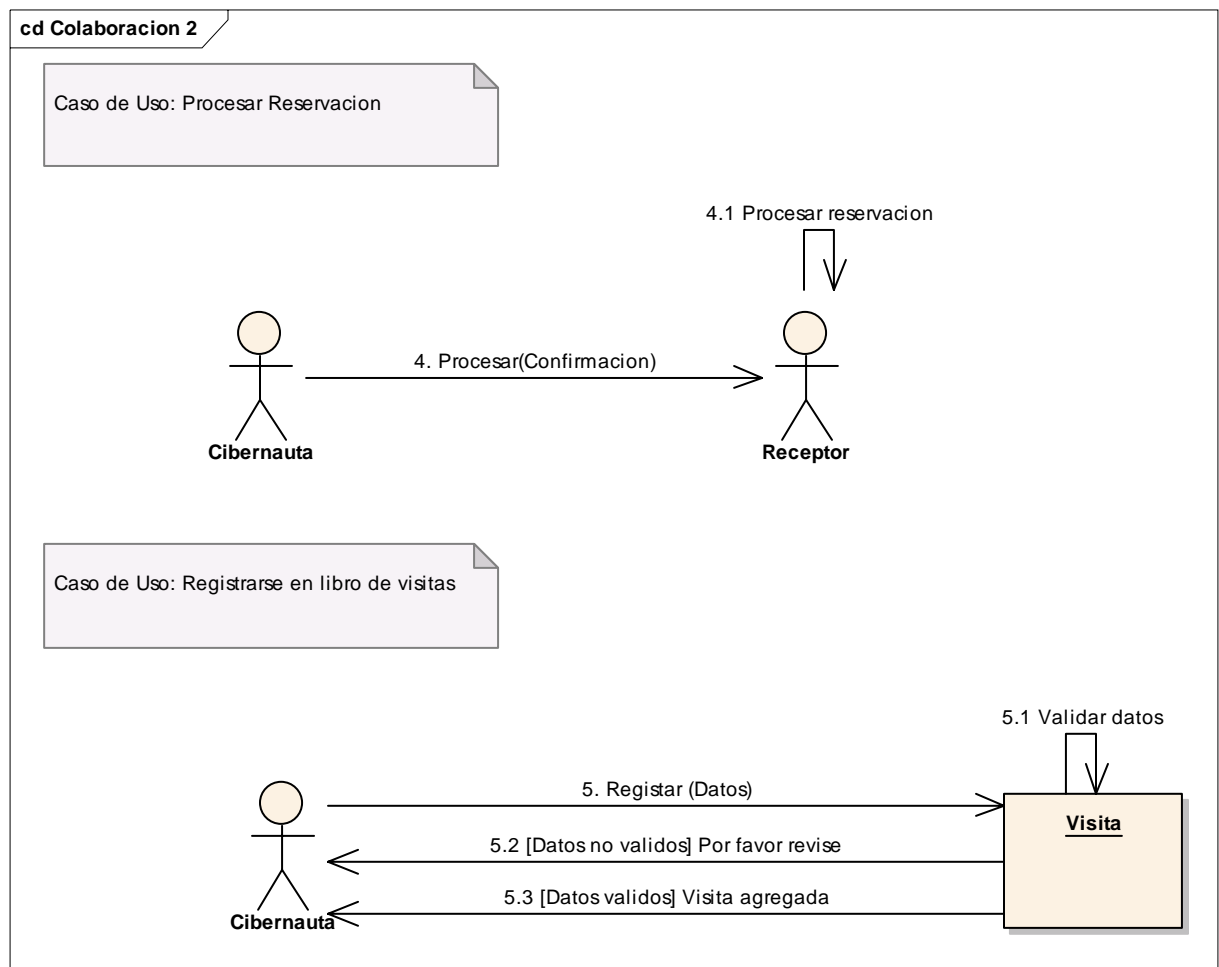 cd Colaboracion 2
Caso de Uso: Procesar Reservacion
4.1 Procesar reservacion
4. Procesar(Confirmacion)
Cibernauta
Receptor
Caso de Uso: Registrarse en libro de visitas
5.1 Validar datos
5. Registar (Datos)
Visita
5.2 [Datos no validos] Por favor revise
5.3 [Datos validos] Visita agregada
Cibernauta